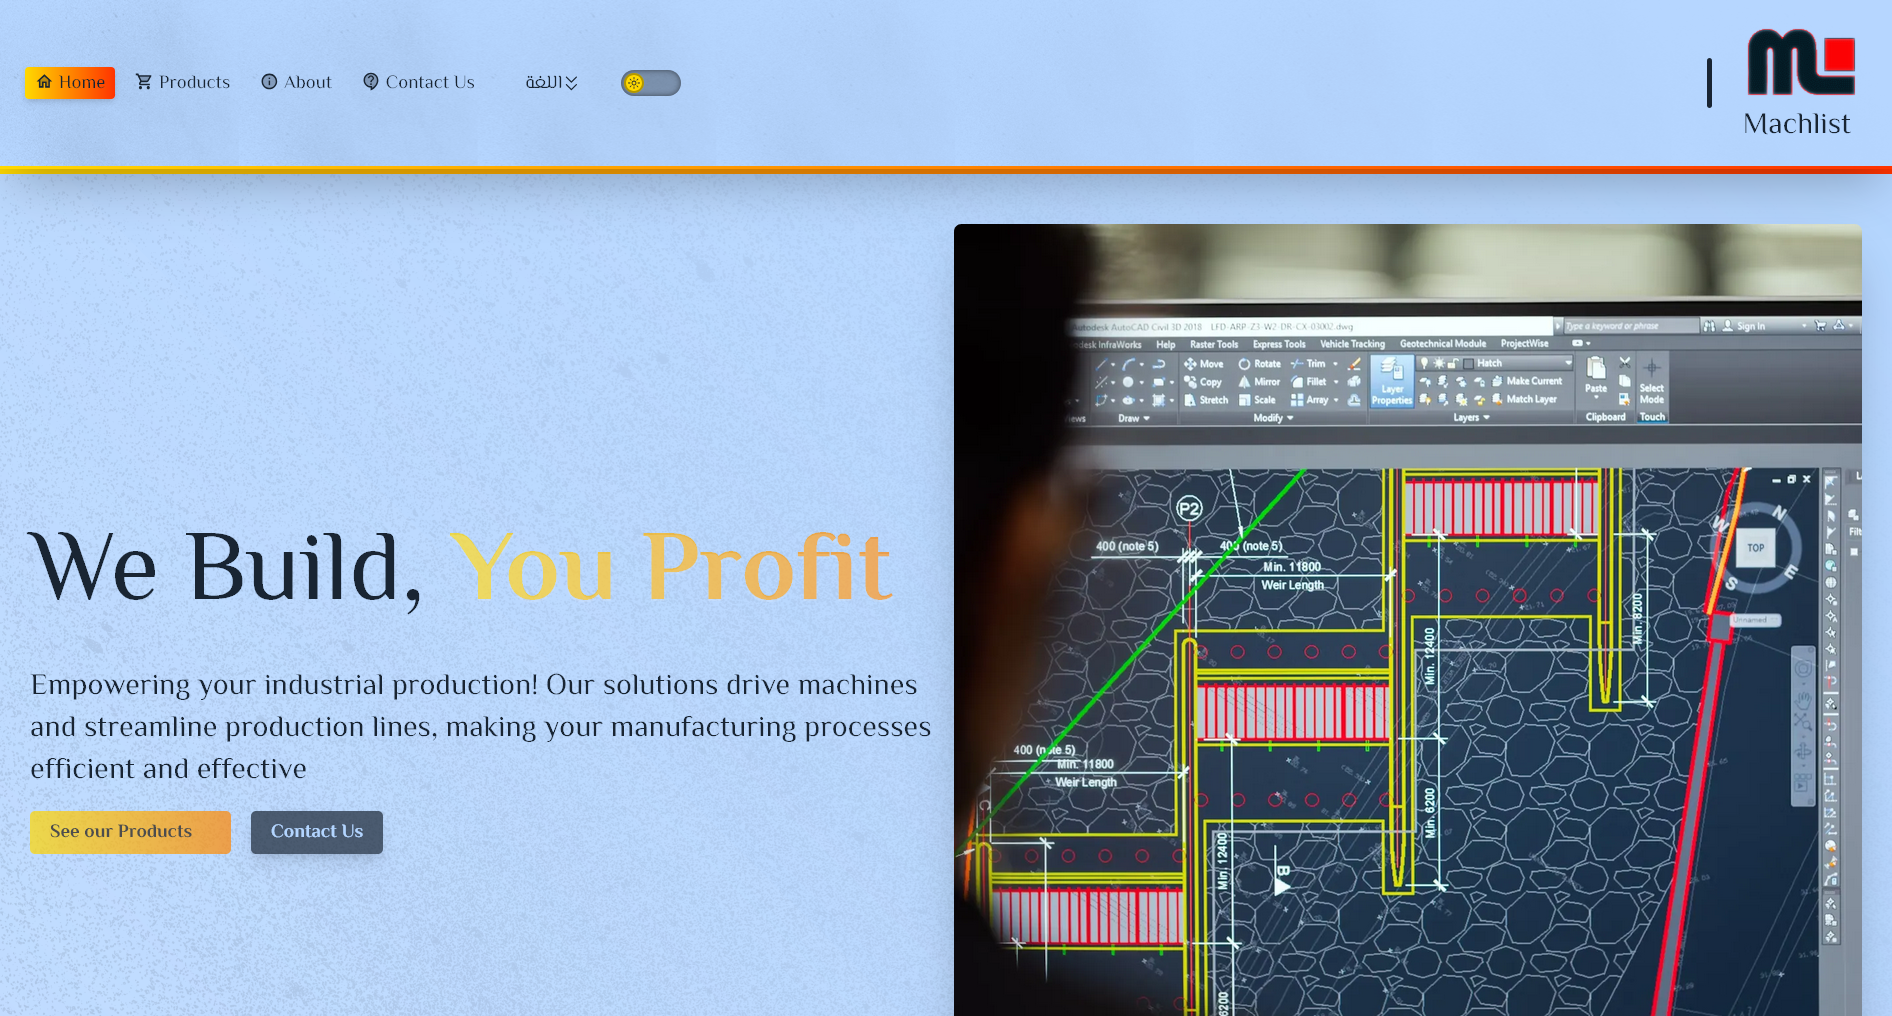 Home Products About Contact Us اللغة
Machlist
We Build, You Profit
Empowering your industrial production! Our solutions drive machines
and streamline production lines, making your manufacturing processes
efficient and effective
See our Products Contact Us
Autodesk AutoCAD Civil 3D 2018 LFD-ARP-Z3-W2-DR-CX-03002.dwg
Type a keyword or phrase Sign In
InfraWorks Help Raster Tools Express Tools Vehicle Tracking Geotechnical Module ProjectWise
Move Rotate Trim Hatch
Copy Mirror Fillet Make Current
Stretch Scale Array Match Layer
Layer
Properties
Paste
Select
Mode
Draw Modify Layers Clipboard Touch
P2
400 (note 5) 400 (note 5)
Min. 11800
Weir Length
N
W
TOP
S
E
Unnamed
Min. 8200
Min. 12400
400 (note 5)
Min. 11800
Weir Length
C
Min. 6200
Min. 12400
B
6200